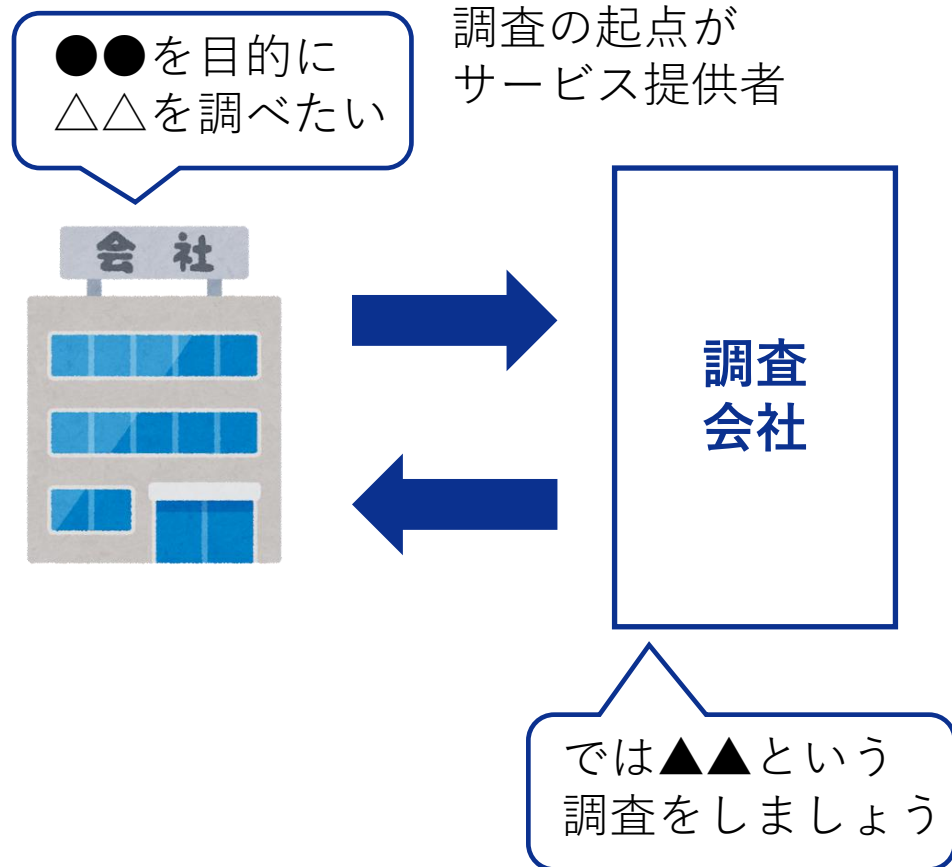 ●●を目的に
△△を調べたい
調査の起点が
サービス提供者
会社
調査
会社
では▲▲という
調査をしましょう